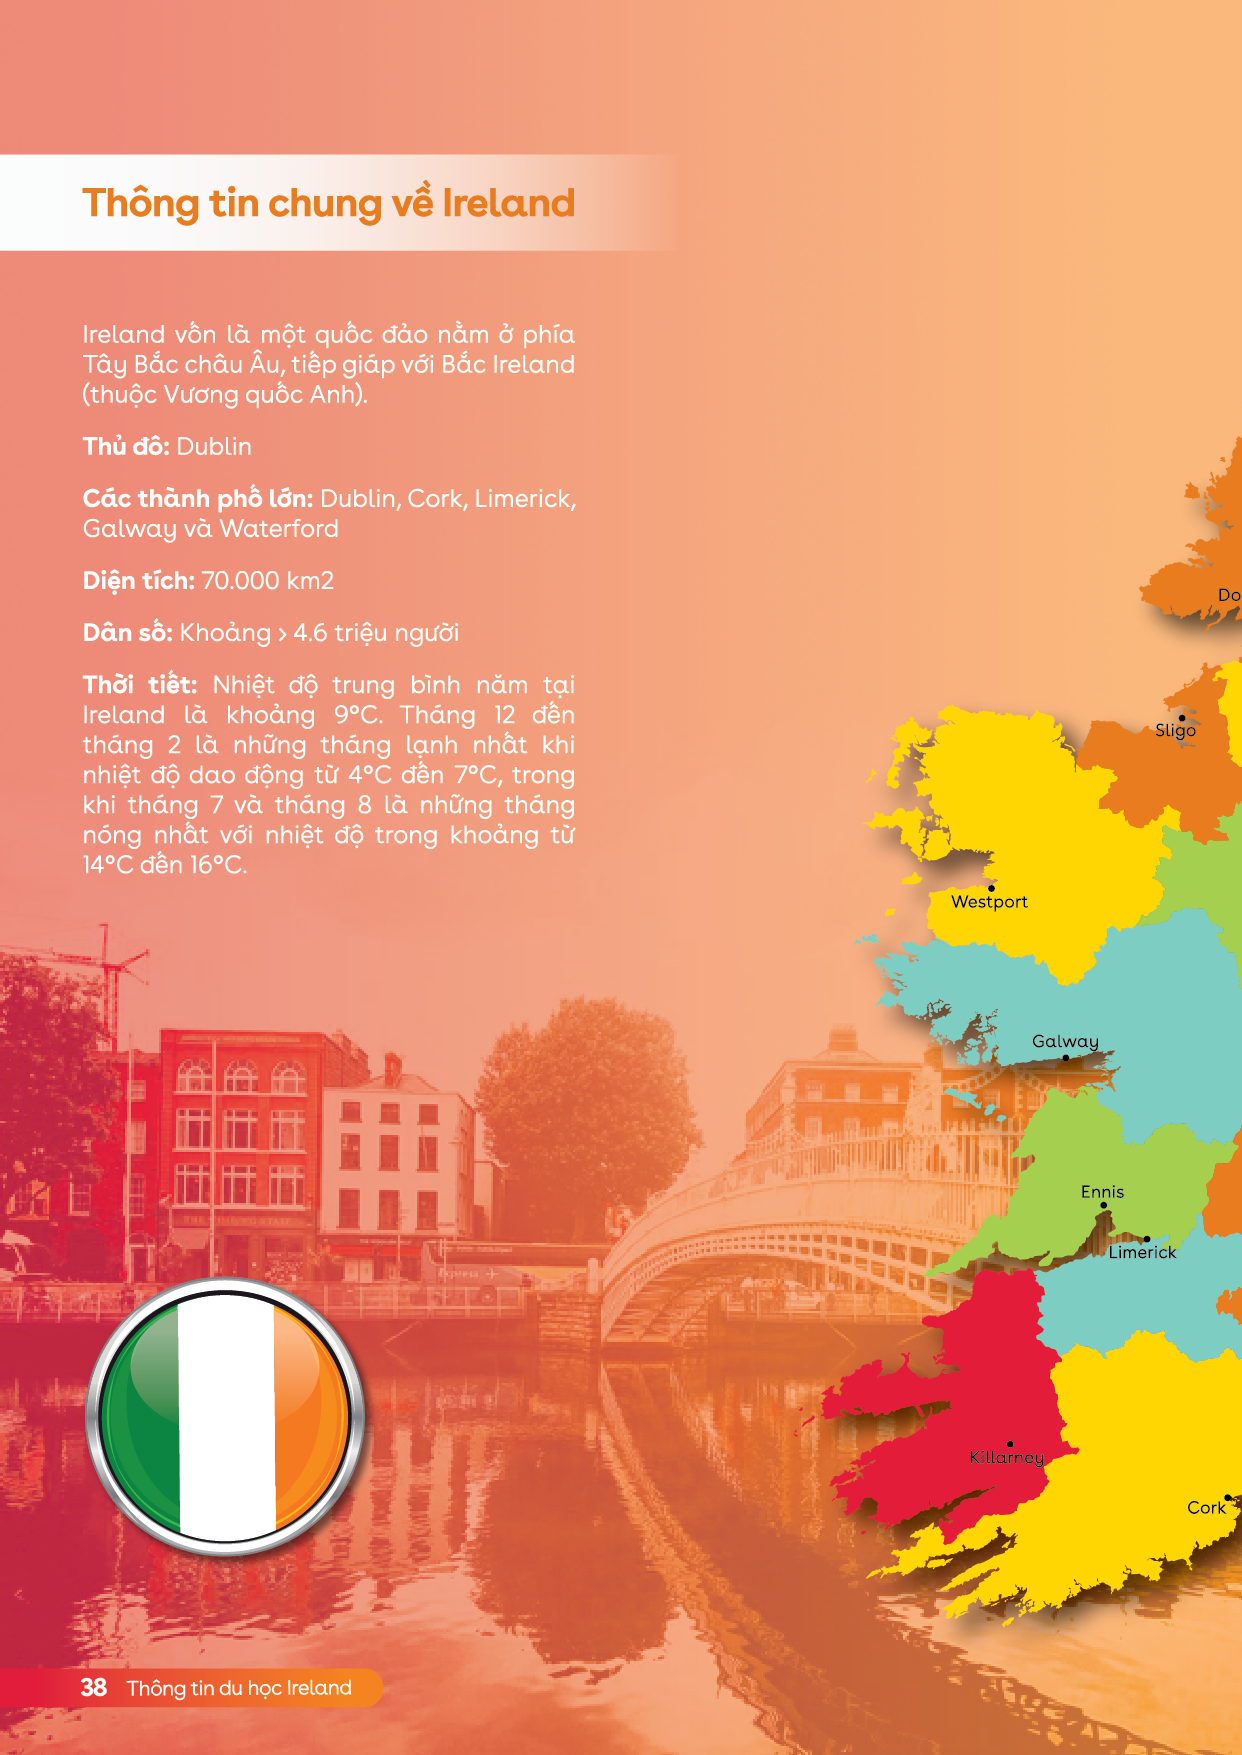 Thông tin chung về Ireland
Ireland vốn là một quốc đảo nằm ở phía
Tây Bắc châu Âu, tiếp giáp với Bắc Ireland
(thuộc Vương quốc Anh).
Thủ đô: Dublin
Các thành phố lớn: Dublin, Cork, Limerick,
Galway và Waterford
Diện tích: 70.000 km2
Dân số: Khoảng > 4.6 triệu người
Thời tiết: Nhiệt độ trung bình năm tại
Ireland là khoảng 9°C. Tháng 12 đến
tháng 2 là những tháng lạnh nhất khi
nhiệt độ dao động từ 4°C đến 7°C, trong
khi tháng 7 và tháng 8 là những tháng
nóng nhất với nhiệt độ trong khoảng từ
14°C đến 16°C.
Do
Sligo
Westport
Galway
Ennis
Limerick
Killarney
Cork
38 Thông tin du học Ireland